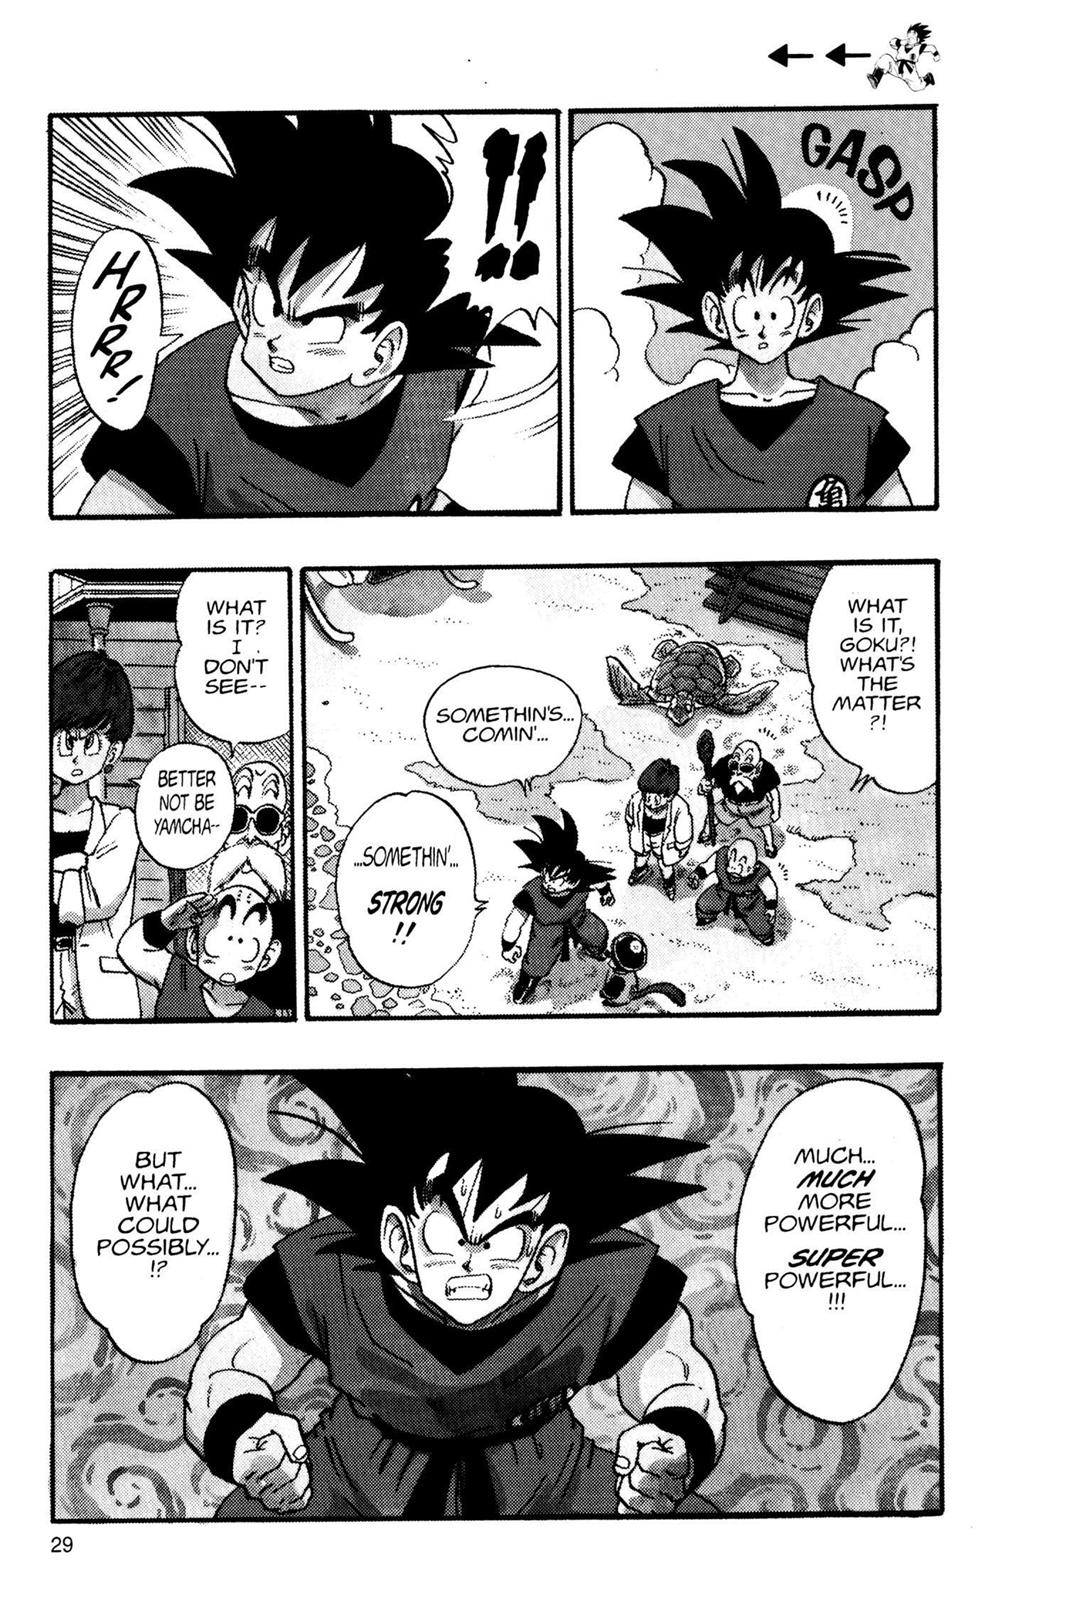 GASP
亀
!!
HRRR!
WHAT
IS IT,
GOKU?!
WHAT'S
THE
MATTER
?!
SOMETHIN'S...
COMIN'...
...SOMETHIN'...
STRONG
!!
WHAT
IS IT?
I
DON'T
SEE--
BETTER
NOT BE
YAMCHA--
MUCH...
MUCH
MORE
POWERFUL...
SUPER
POWERFUL...
!!!
BUT
WHAT...
WHAT
COULD
POSSIBLY...
!?
29